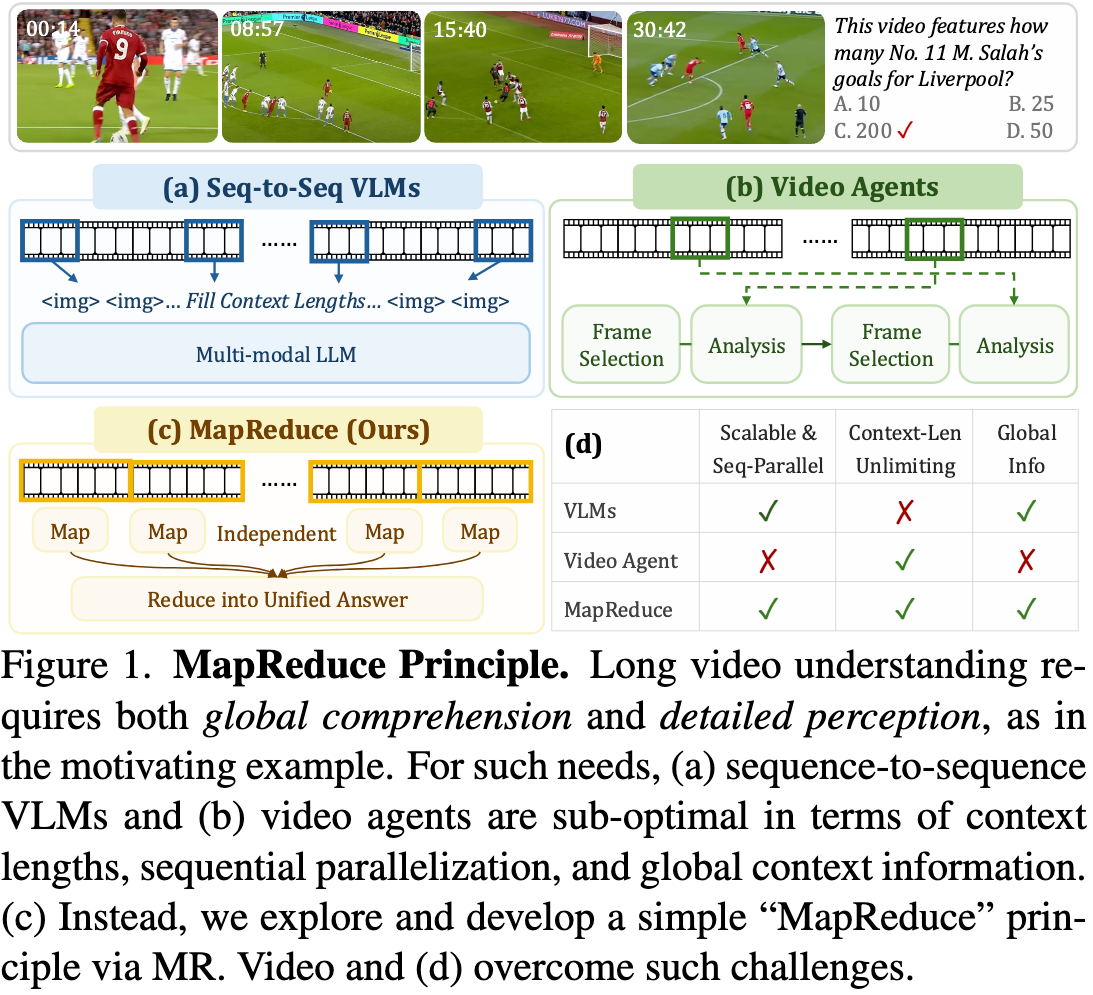 00:14
08:57
15:40
30:42
9
This video features how
many No. 11 M. Salah's
goals for Liverpool?
A. 10 B. 25
C. 200 ✓ D. 50
(a) Seq-to-Seq VLMs
......
<img> <img>... Fill Context Lengths... <img> <img>
Multi-modal LLM
(b) Video Agents
......
Frame Selection
Analysis
Frame Selection
Analysis
(c) MapReduce (Ours)
......
Map Map Independent Map Map
Reduce into Unified Answer
(d) Scalable & Context-Len Global
Seq-Parallel Unlimiting Info
VLMs ✓ ✗ ✓
Video Agent ✗ ✓ ✗
MapReduce ✓ ✓ ✓
Figure 1. MapReduce Principle. Long video understanding re-
quires both global comprehension and detailed perception, as in
the motivating example. For such needs, (a) sequence-to-sequence
VLMs and (b) video agents are sub-optimal in terms of context
lengths, sequential parallelization, and global context information.
(c) Instead, we explore and develop a simple “MapReduce” prin-
ciple via MR. Video and (d) overcome such challenges.